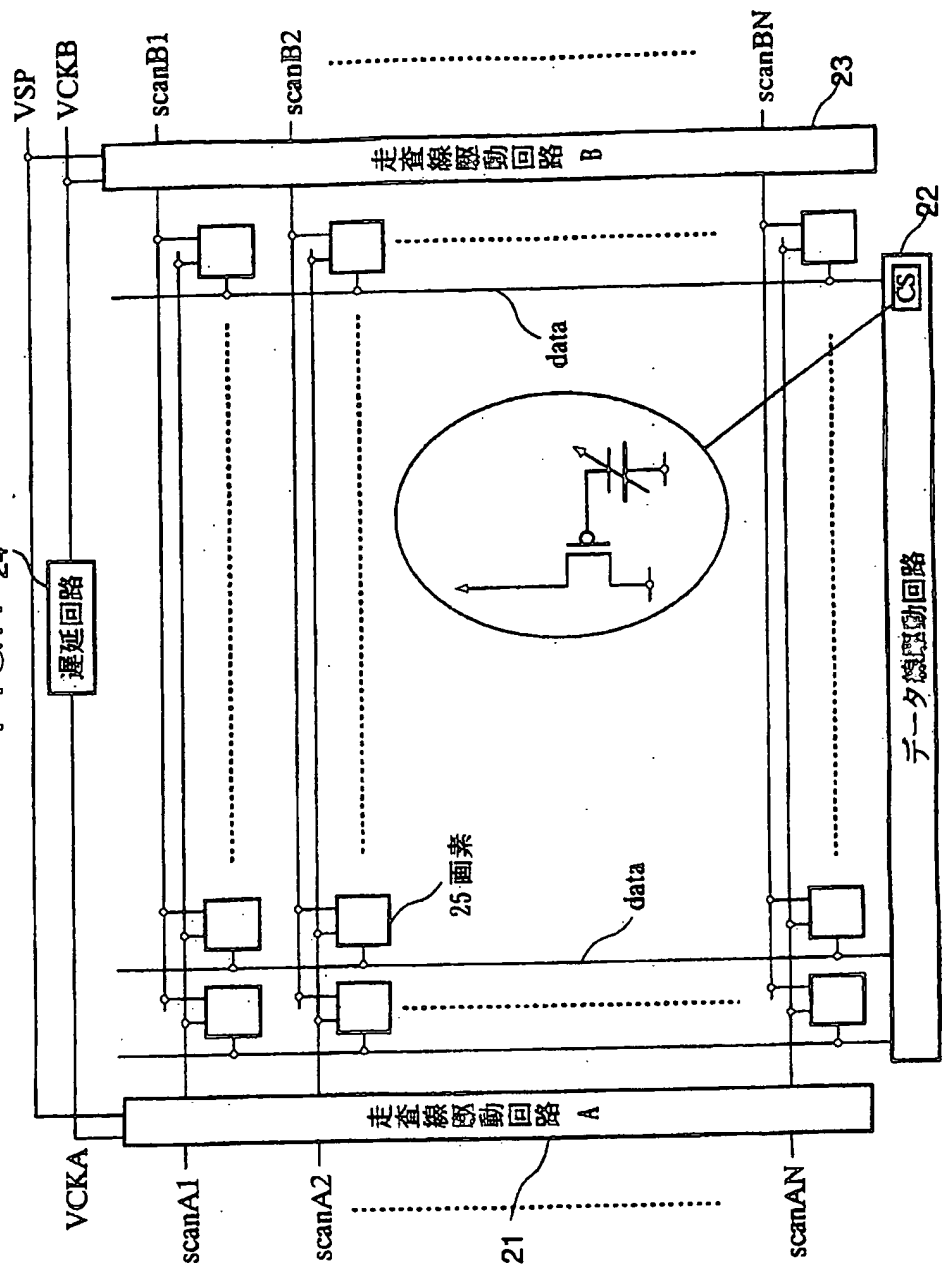 VSP
VCKB
24
遅延回路
VCKA
scanB1
scanB2
scanBN
走査線駆動回路 B
23
走査線駆動回路 A
scanA1
scanA2
scanAN
21
25 画素
data
data
CS
22
データ線駆動回路